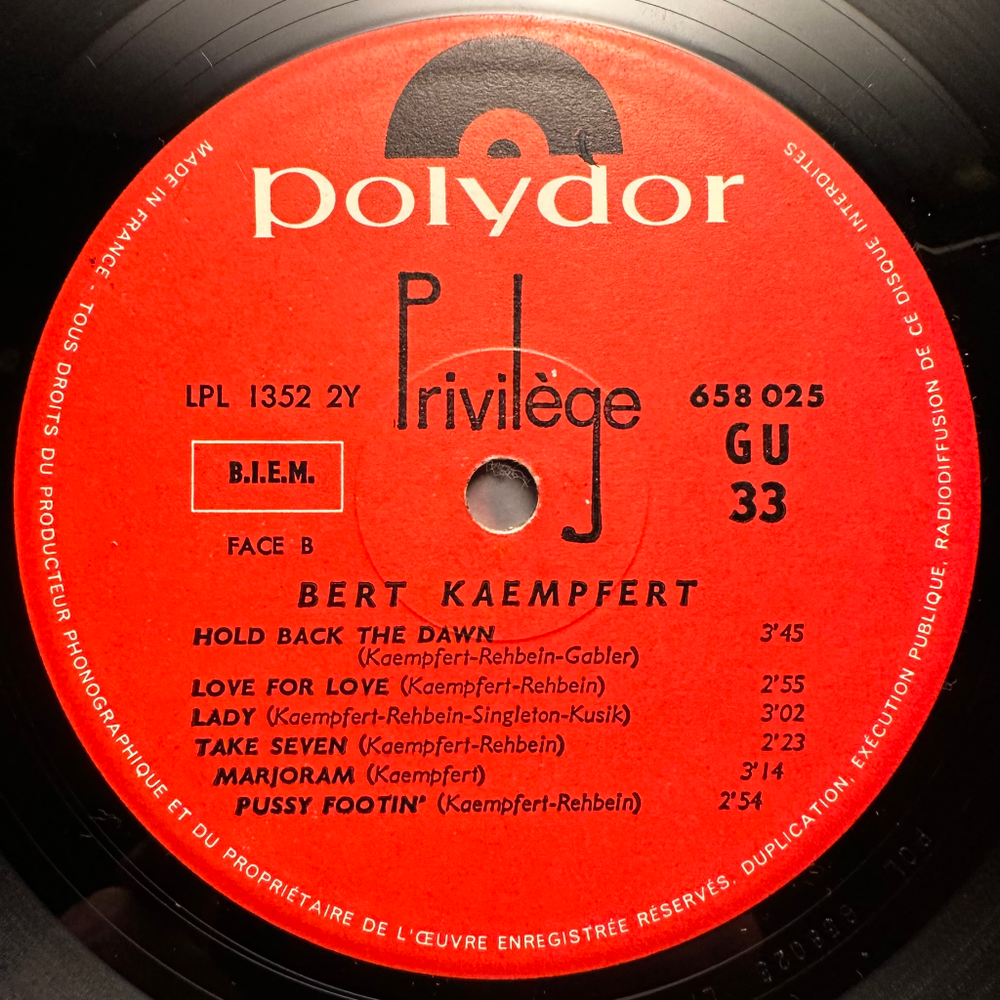 polydor
Privilège
LPL 1352 2Y
658 025
B.I.E.M.
GU
33
FACE B
BERT KAEMPFERT
HOLD BACK THE DAWN 3'45
(Kaempfert-Rehbein-Gabler)
LOVE FOR LOVE (Kaempfert-Rehbein) 2'55
LADY (Kaempfert-Rehbein-Singleton-Kusik) 3'02
TAKE SEVEN (Kaempfert-Rehbein) 2'23
MARJORAM (Kaempfert) 3'14
PUSSY FOOTIN' (Kaempfert-Rehbein) 2'54
MADE IN FRANCE - TOUS DROITS DU PRODUCTEUR PHONOGRAPHIQUE ET DU PROPRIÉTAIRE DE L'ŒUVRE ENREGISTRÉE RÉSERVÉS. DUPLICATION, EXÉCUTION PUBLIQUE, RADIODIFFUSION DE CE DISQUE INTERDITES